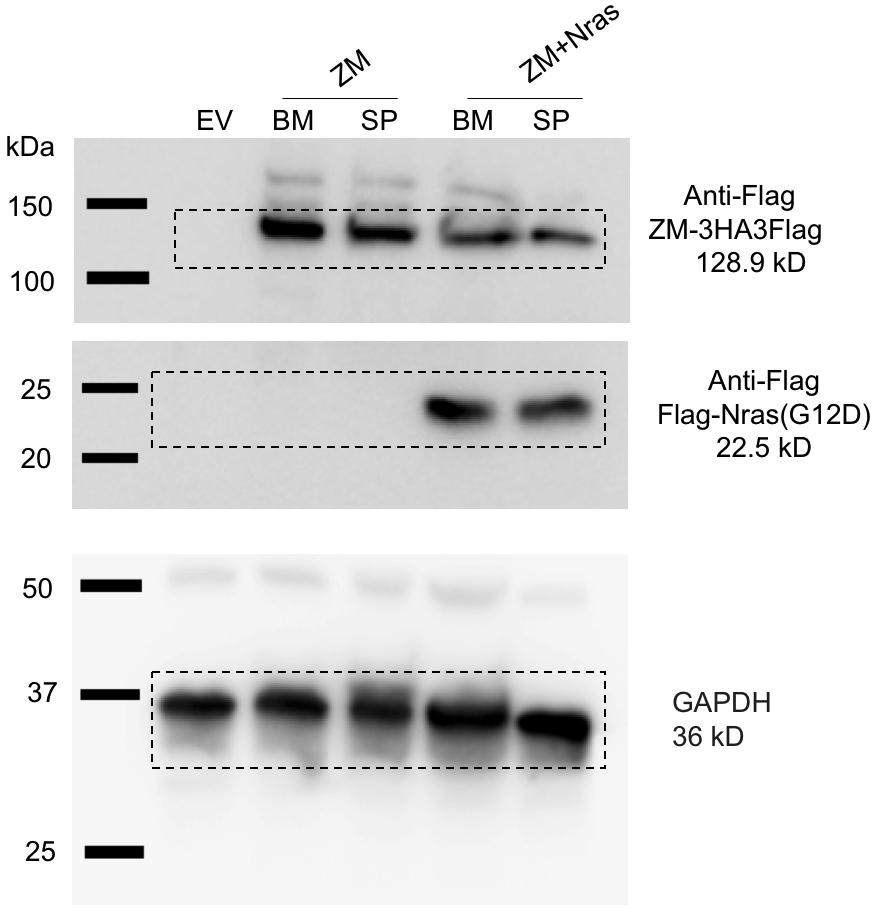 ZM
ZM+Nras
EV BM SP BM SP
kDa
150
100
Anti-Flag
ZM-3HA3Flag
128.9 kD
25
20
Anti-Flag
Flag-Nras(G12D)
22.5 kD
50
37
25
GAPDH
36 kD